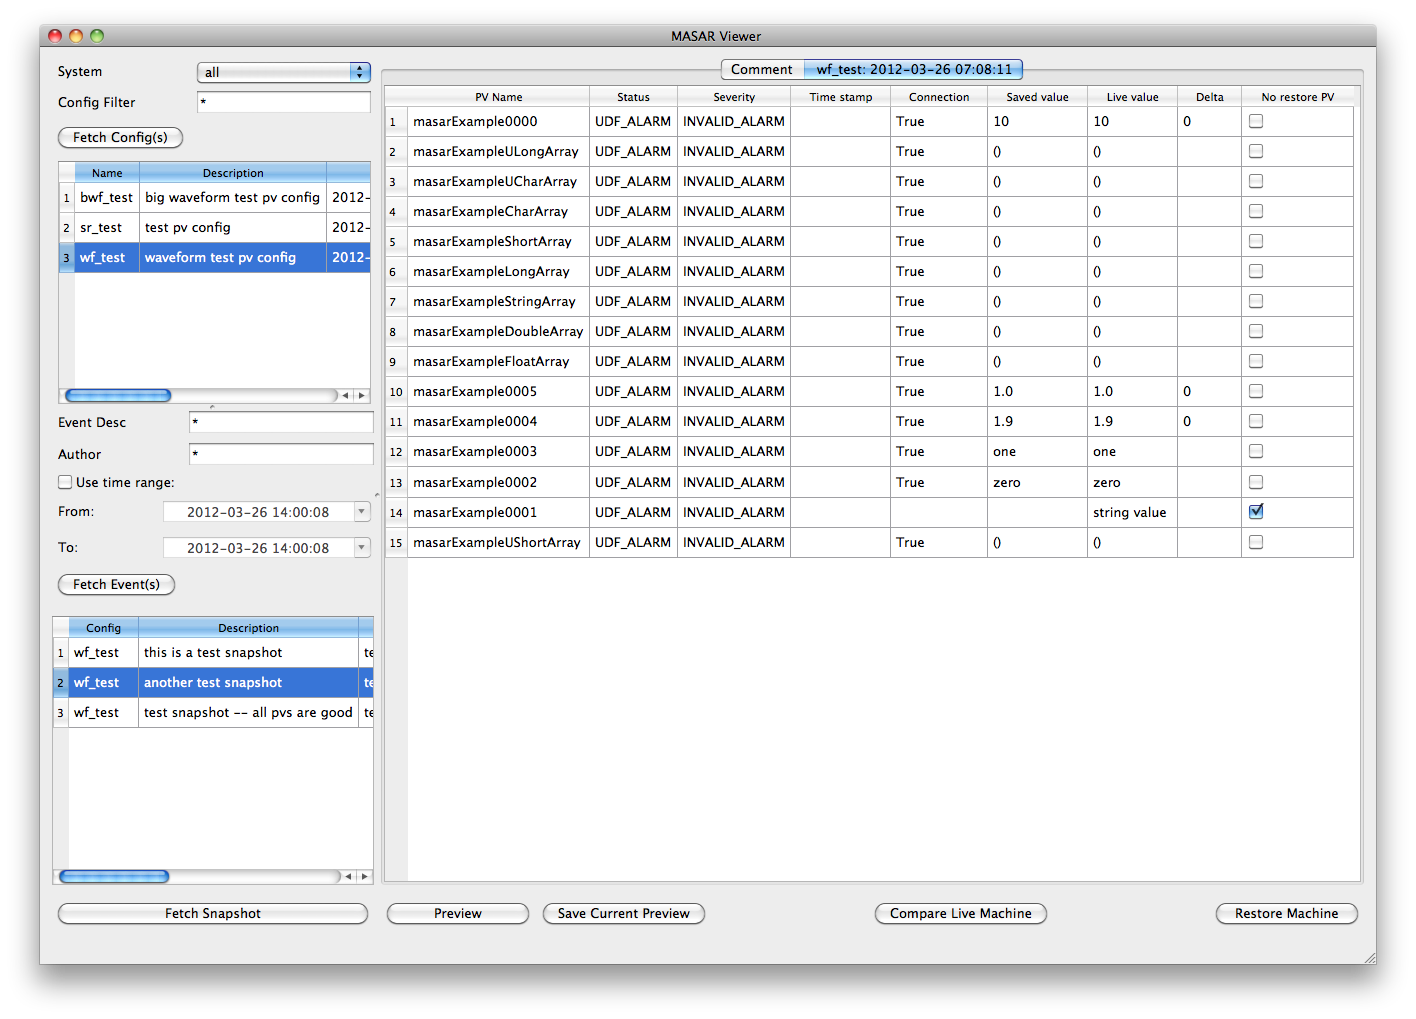 MASAR Viewer
System all
Config Filter *
Fetch Config(s)
Name Description
1 bwf_test big waveform test pv config 2012-
2 sr_test test pv config 2012-
3 wf_test waveform test pv config 2012-
Event Desc *
Author *
Use time range:
From: 2012-03-26 14:00:08
To: 2012-03-26 14:00:08
Fetch Event(s)
Config Description
1 wf_test this is a test snapshot te
2 wf_test another test snapshot te
3 wf_test test snapshot -- all pvs are good te
Fetch Snapshot
Comment wf_test: 2012-03-26 07:08:11
PV Name Status Severity Time stamp Connection Saved value Live value Delta No restore PV
1 masarExample0000 UDF_ALARM INVALID_ALARM True 10 10 0
2 masarExampleULongArray UDF_ALARM INVALID_ALARM True () ()
3 masarExampleUCharArray UDF_ALARM INVALID_ALARM True () ()
4 masarExampleCharArray UDF_ALARM INVALID_ALARM True () ()
5 masarExampleShortArray UDF_ALARM INVALID_ALARM True () ()
6 masarExampleLongArray UDF_ALARM INVALID_ALARM True () ()
7 masarExampleStringArray UDF_ALARM INVALID_ALARM True () ()
8 masarExampleDoubleArray UDF_ALARM INVALID_ALARM True () ()
9 masarExampleFloatArray UDF_ALARM INVALID_ALARM True () ()
10 masarExample0005 UDF_ALARM INVALID_ALARM True 1.0 1.0 0
11 masarExample0004 UDF_ALARM INVALID_ALARM True 1.9 1.9 0
12 masarExample0003 UDF_ALARM INVALID_ALARM True one one
13 masarExample0002 UDF_ALARM INVALID_ALARM True zero zero
14 masarExample0001 UDF_ALARM INVALID_ALARM string value
15 masarExampleUShortArray UDF_ALARM INVALID_ALARM True () ()
Preview Save Current Preview Compare Live Machine Restore Machine